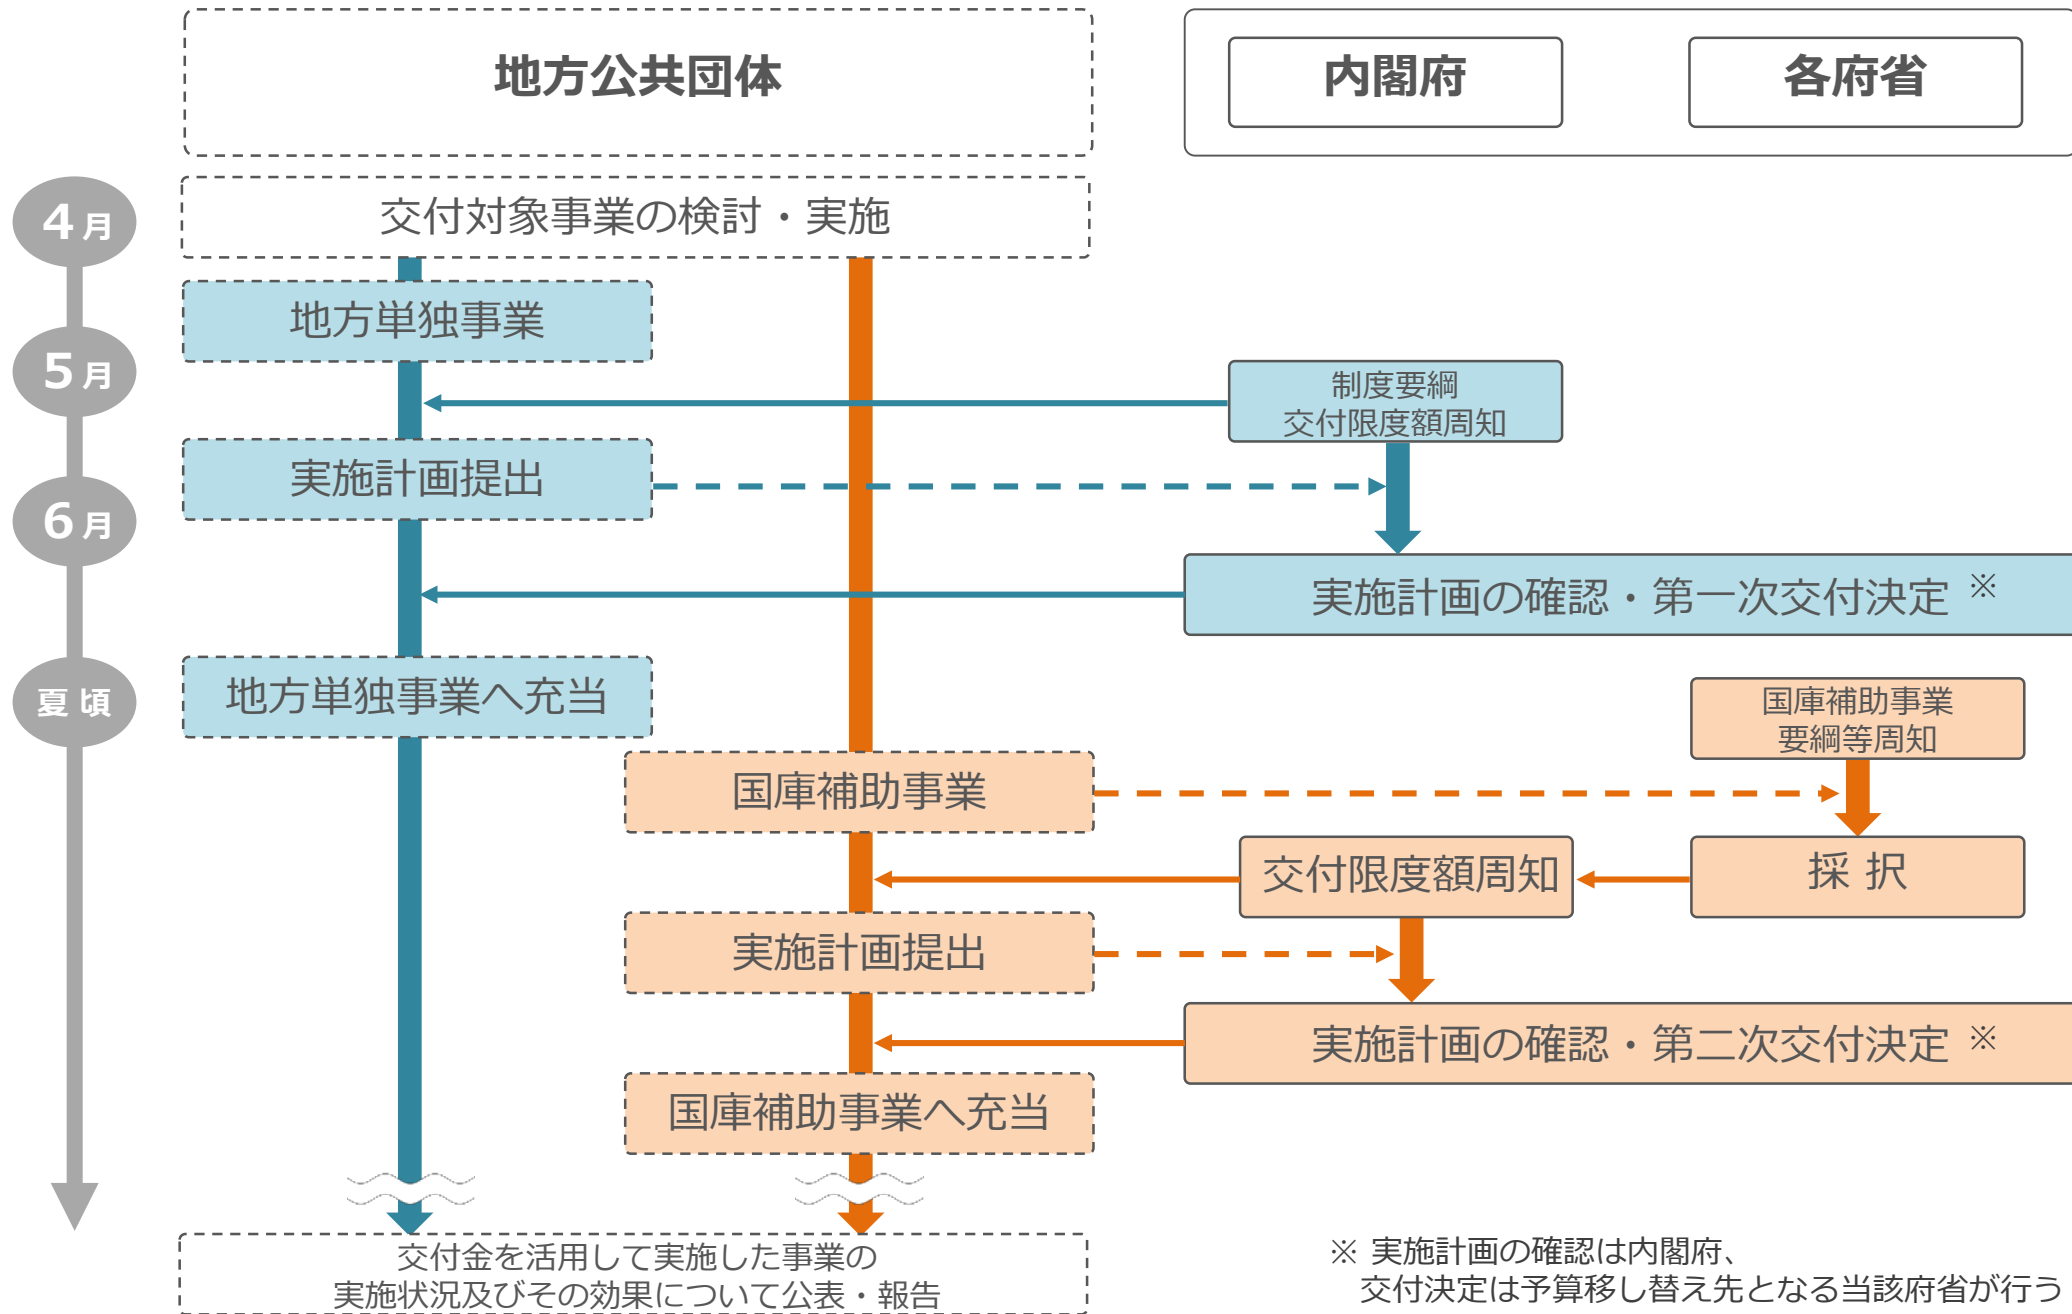 地方公共団体
内閣府
各府省
4月
交付対象事業の検討・実施
地方単独事業
5月
制度要綱
交付限度額周知
実施計画提出
6月
実施計画の確認・第一次交付決定 ※
夏頃
地方単独事業へ充当
国庫補助事業
要綱等周知
国庫補助事業
交付限度額周知
採 択
実施計画提出
実施計画の確認・第二次交付決定 ※
国庫補助事業へ充当
交付金を活用して実施した事業の
実施状況及びその効果について公表・報告
※ 実施計画の確認は内閣府、
交付決定は予算移し替え先となる当該府省が行う